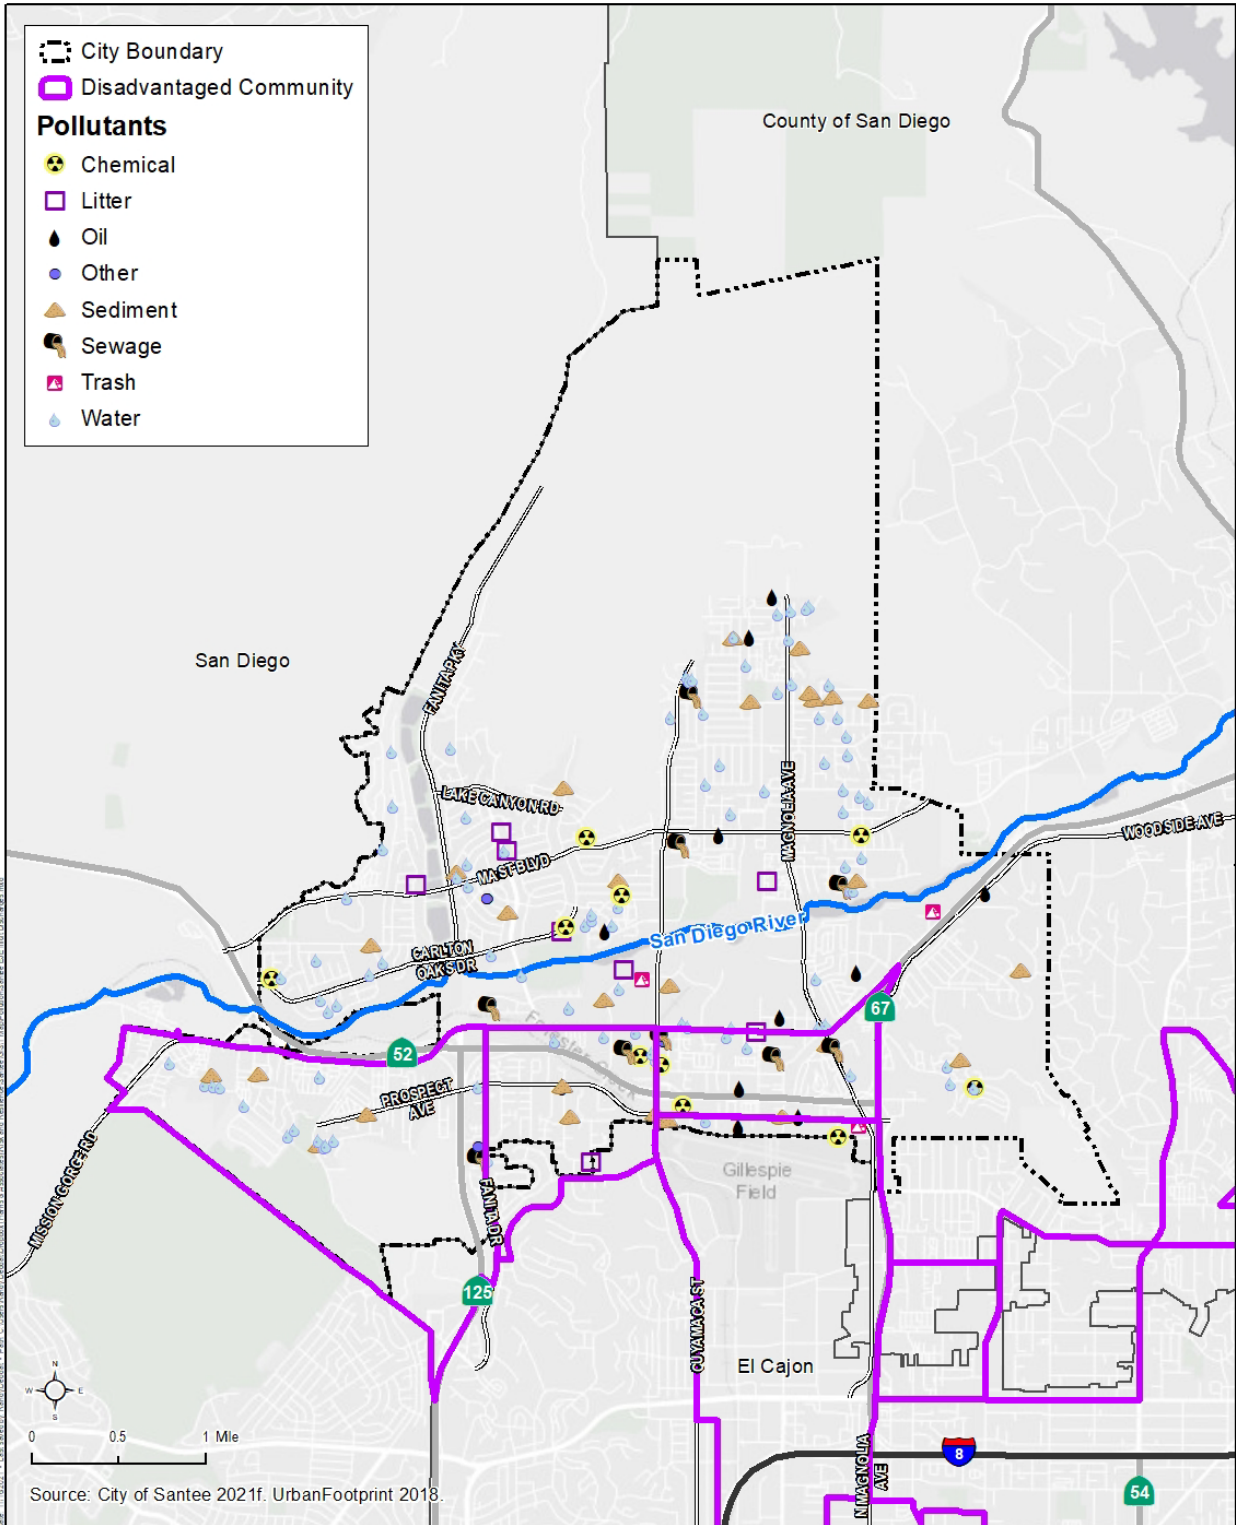 City Boundary
Disadvantaged Community
Pollutants
Chemical
Litter
Oil
Other
Sediment
Sewage
Trash
Water
County of San Diego
San Diego
FANITA PKY
LAKE CANYON RD
MAGNOLIA AVE
WOODSIDE AVE
MAST BLVD
San Diego River
CARLTON
OAKS DR
67
52
PROSPECT
AVE
MISSION GORGE RD
Gillespie
Field
FANITA DR
125
CUYAMACA ST
El Cajon
N
W E
S
0 0.5 1 Mile
N MAGNOLIA
AVE
8
54
Source: City of Santee 2021f. UrbanFootprint 2018.